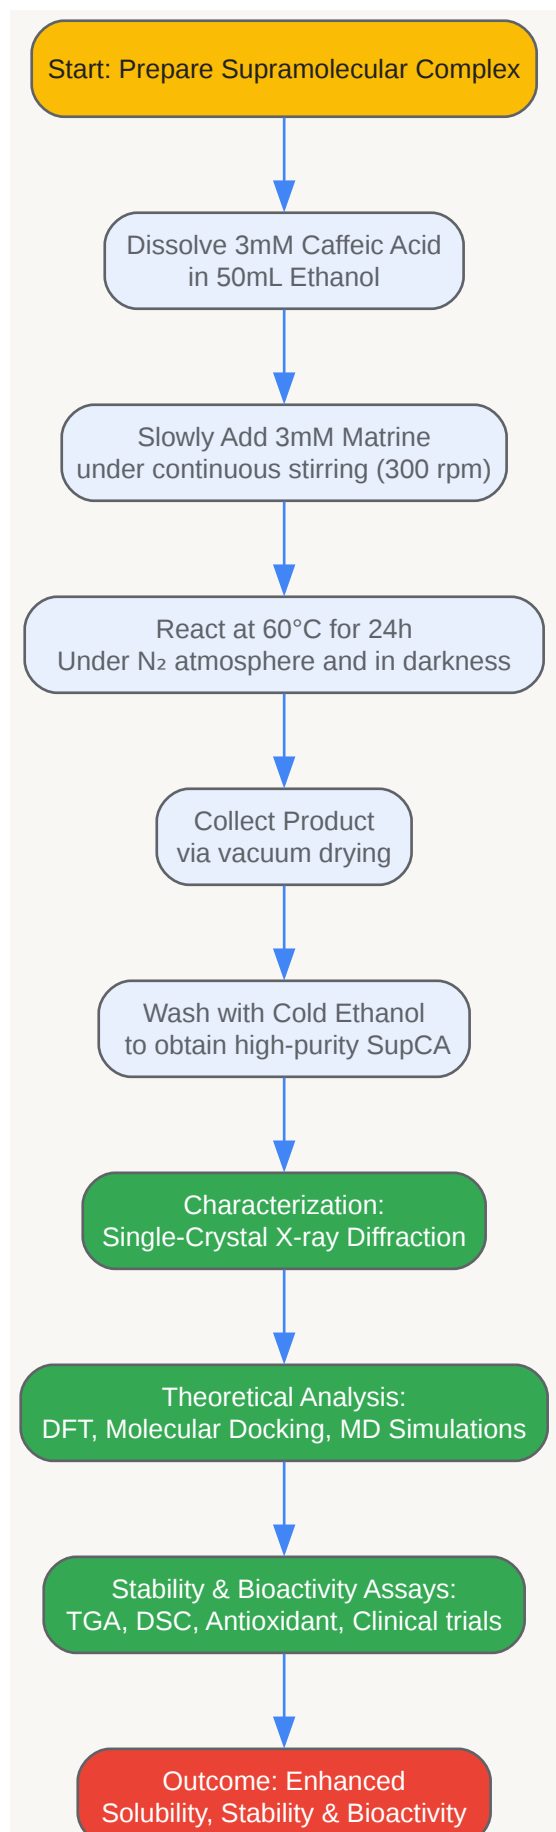 Start: Prepare Supramolecular Complex
Dissolve 3mM Caffeic Acid
in 50mL Ethanol
Slowly Add 3mM Matrine
under continuous stirring (300 rpm)
React at 60°C for 24h
Under N₂ atmosphere and in darkness
Collect Product
via vacuum drying
Wash with Cold Ethanol
to obtain high-purity SupCA
Characterization:
Single-Crystal X-ray Diffraction
Theoretical Analysis:
DFT, Molecular Docking, MD Simulations
Stability & Bioactivity Assays:
TGA, DSC, Antioxidant, Clinical trials
Outcome: Enhanced
Solubility, Stability & Bioactivity